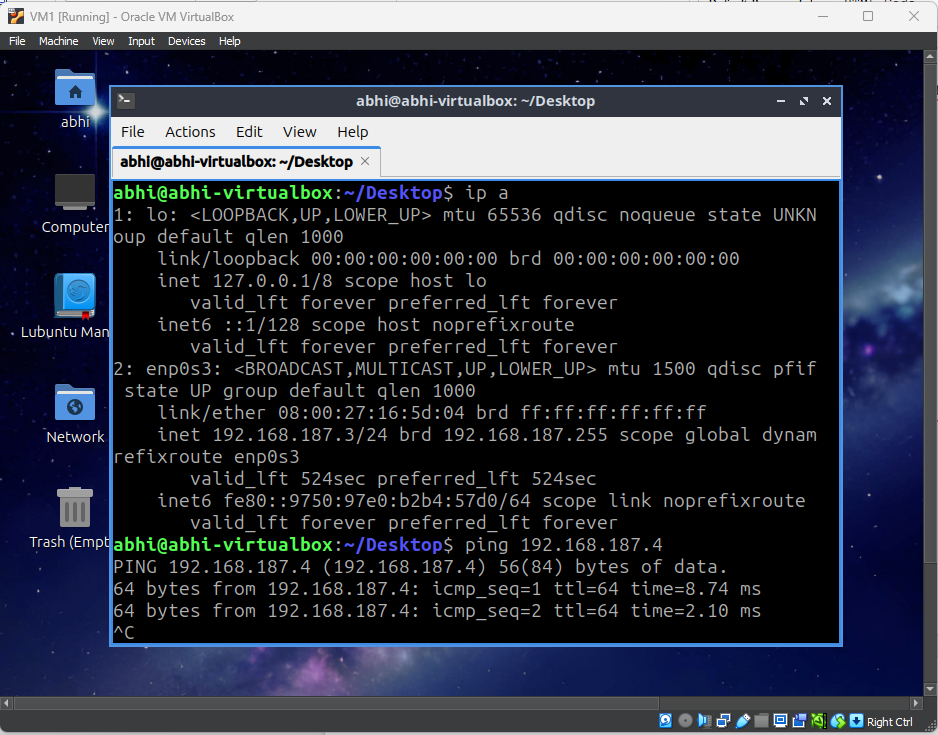 VM1 [Running] - Oracle VM VirtualBox
File Machine View Input Devices Help
abhi
Computer
Lubuntu Man
Network
Trash (Empt
abhi@abhi-virtualbox: ~/Desktop
File Actions Edit View Help
abhi@abhi-virtualbox: ~/Desktop
abhi@abhi-virtualbox:~/Desktop$ ip a
1: lo: <LOOPBACK,UP,LOWER_UP> mtu 65536 qdisc noqueue state UNKN
oup default qlen 1000
link/loopback 00:00:00:00:00:00 brd 00:00:00:00:00:00
inet 127.0.0.1/8 scope host lo
valid_lft forever preferred_lft forever
inet6 ::1/128 scope host noprefixroute
valid_lft forever preferred_lft forever
2: enp0s3: <BROADCAST,MULTICAST,UP,LOWER_UP> mtu 1500 qdisc pfif
state UP group default qlen 1000
link/ether 08:00:27:16:5d:04 brd ff:ff:ff:ff:ff:ff
inet 192.168.187.3/24 brd 192.168.187.255 scope global dynam
refixroute enp0s3
valid_lft 524sec preferred_lft 524sec
inet6 fe80::9750:97e0:b2b4:57d0/64 scope link noprefixroute
valid_lft forever preferred_lft forever
abhi@abhi-virtualbox:~/Desktop$ ping 192.168.187.4
PING 192.168.187.4 (192.168.187.4) 56(84) bytes of data.
64 bytes from 192.168.187.4: icmp_seq=1 ttl=64 time=8.74 ms
64 bytes from 192.168.187.4: icmp_seq=2 ttl=64 time=2.10 ms
^C
Right Ctrl